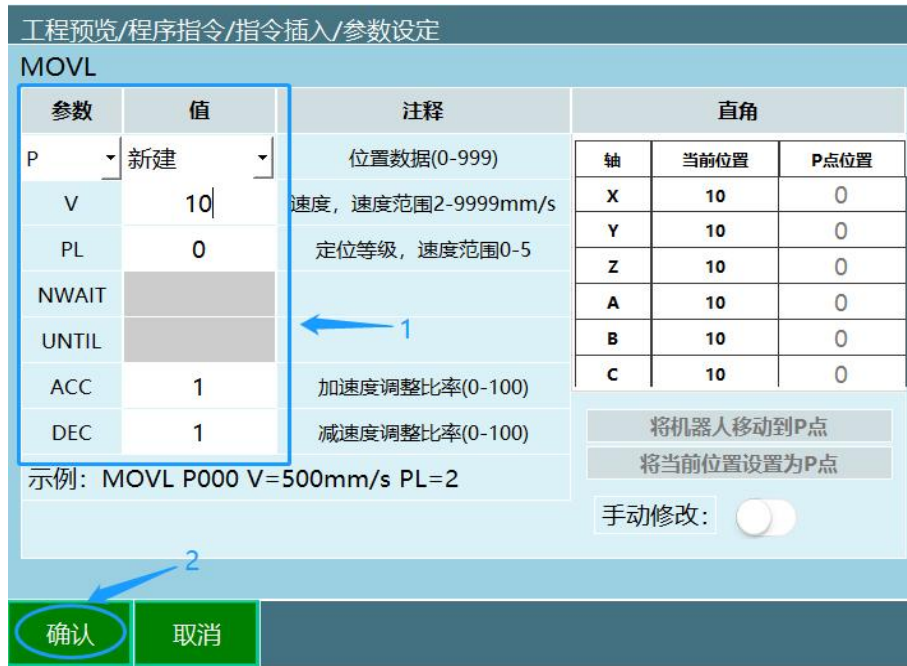 工程预览/程序指令/指令插入/参数设定
MOVL
参数 值 注释 直角
P 新建 位置数据(0-999) 轴 当前位置 P点位置
V 10 速度，速度范围2-9999mm/s X 10 0
PL 0 定位等级，速度范围0-5 Y 10 0
Z 10 0
NWAIT A 10 0
UNTIL 1 B 10 0
ACC 1 加速度调整比率(0-100) C 10 0
DEC 1 减速度调整比率(0-100) 将机器人移动到P点
将当前位置设置为P点
示例：MOVL P000 V=500mm/s PL=2
手动修改：
2
确认 取消